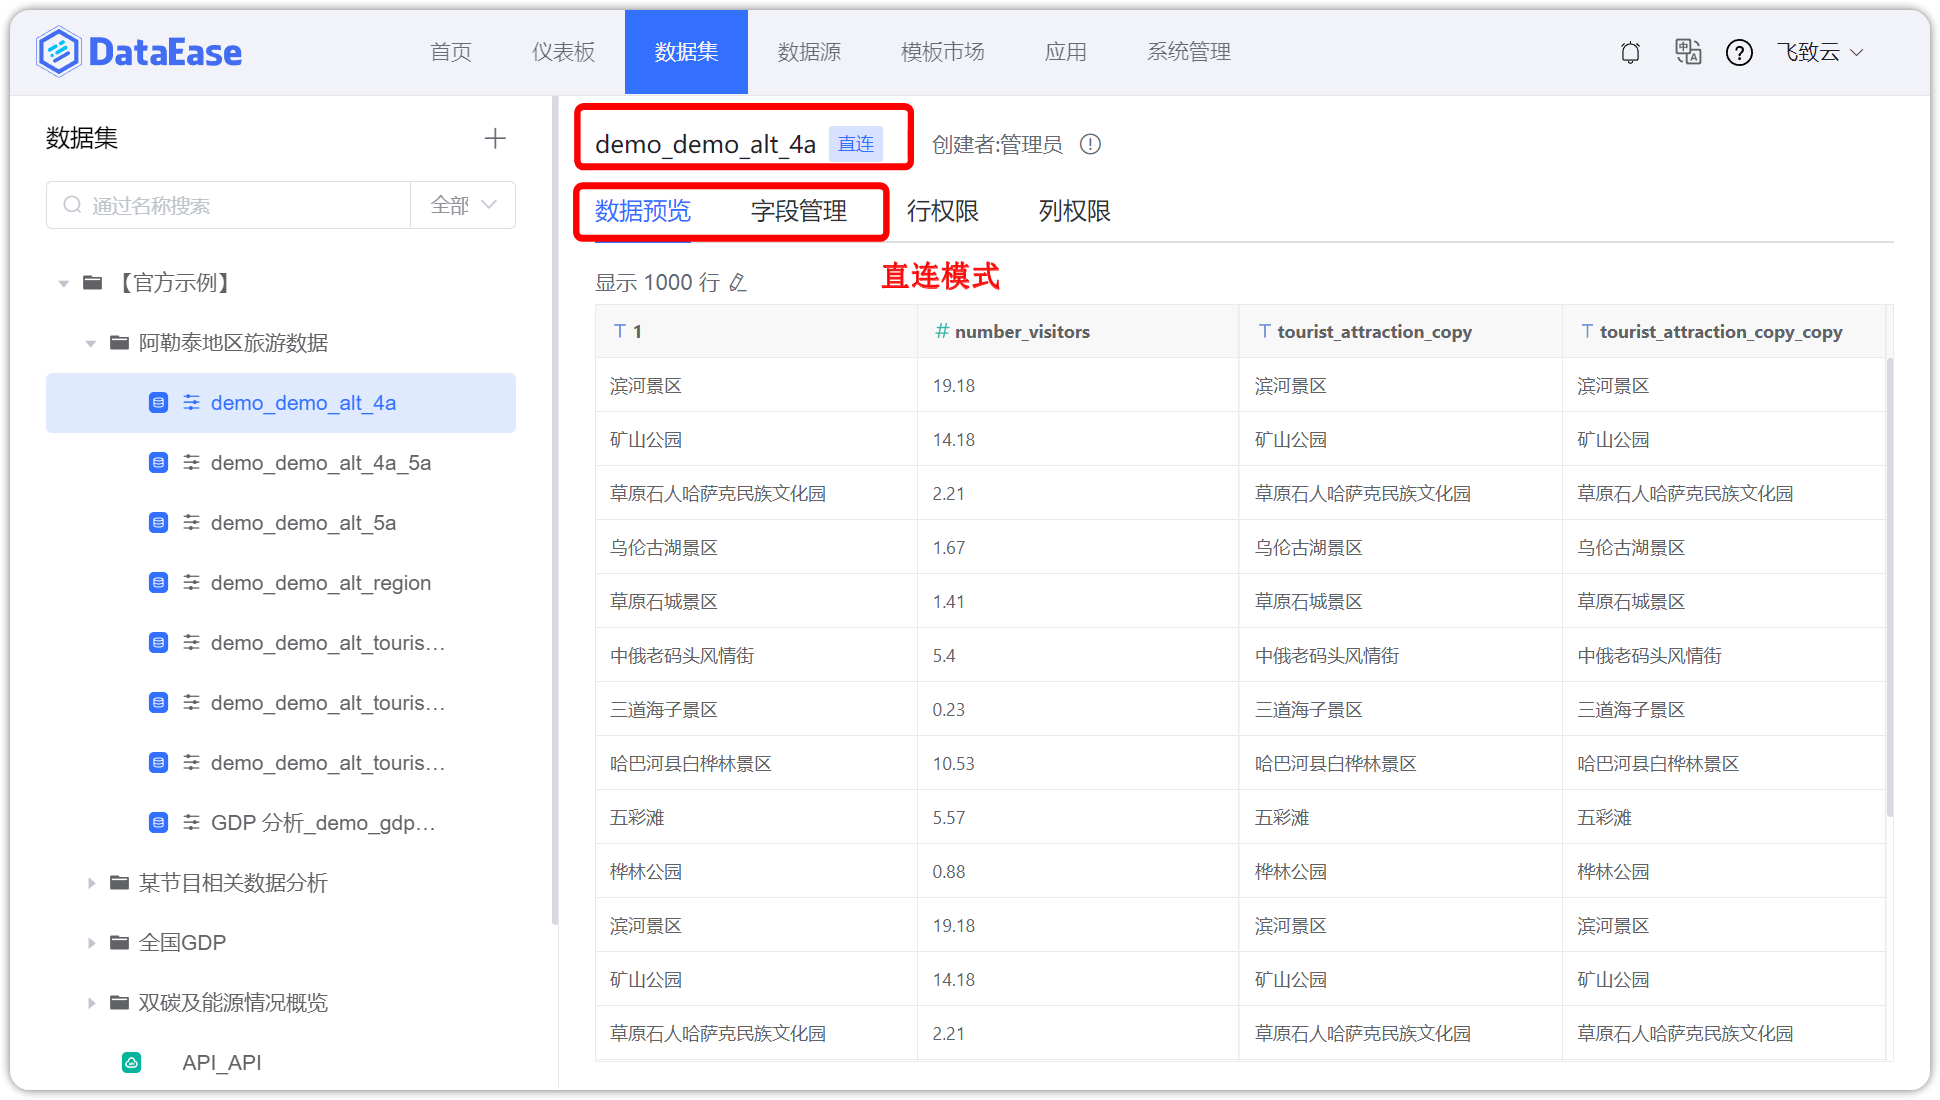 DataEase
首页 仪表板 数据集 数据源 模板市场 应用 系统管理 飞致云
数据集
通过名称搜索 全部
【官方示例】
阿勒泰地区旅游数据
demo_demo_alt_4a
demo_demo_alt_4a_5a
demo_demo_alt_5a
demo_demo_alt_region
demo_demo_alt_touris...
demo_demo_alt_touris...
demo_demo_alt_touris...
GDP 分析_demo_gdp...
某节目相关数据分析
全国GDP
双碳及能源情况概览
API_API
demo_demo_alt_4a 直连 创建者:管理员
数据预览 字段管理 行权限 列权限
显示 1000 行
直连模式
T 1 # number_visitors T tourist_attraction_copy T tourist_attraction_copy_copy
滨河景区 19.18 滨河景区 滨河景区
矿山公园 14.18 矿山公园 矿山公园
草原石人哈萨克民族文化园 2.21 草原石人哈萨克民族文化园 草原石人哈萨克民族文化园
乌伦古湖景区 1.67 乌伦古湖景区 乌伦古湖景区
草原石城景区 1.41 草原石城景区 草原石城景区
中俄老码头风情街 5.4 中俄老码头风情街 中俄老码头风情街
三道海子景区 0.23 三道海子景区 三道海子景区
哈巴河县白桦林景区 10.53 哈巴河县白桦林景区 哈巴河县白桦林景区
五彩滩 5.57 五彩滩 五彩滩
桦林公园 0.88 桦林公园 桦林公园
滨河景区 19.18 滨河景区 滨河景区
矿山公园 14.18 矿山公园 矿山公园
草原石人哈萨克民族文化园 2.21 草原石人哈萨克民族文化园 草原石人哈萨克民族文化园